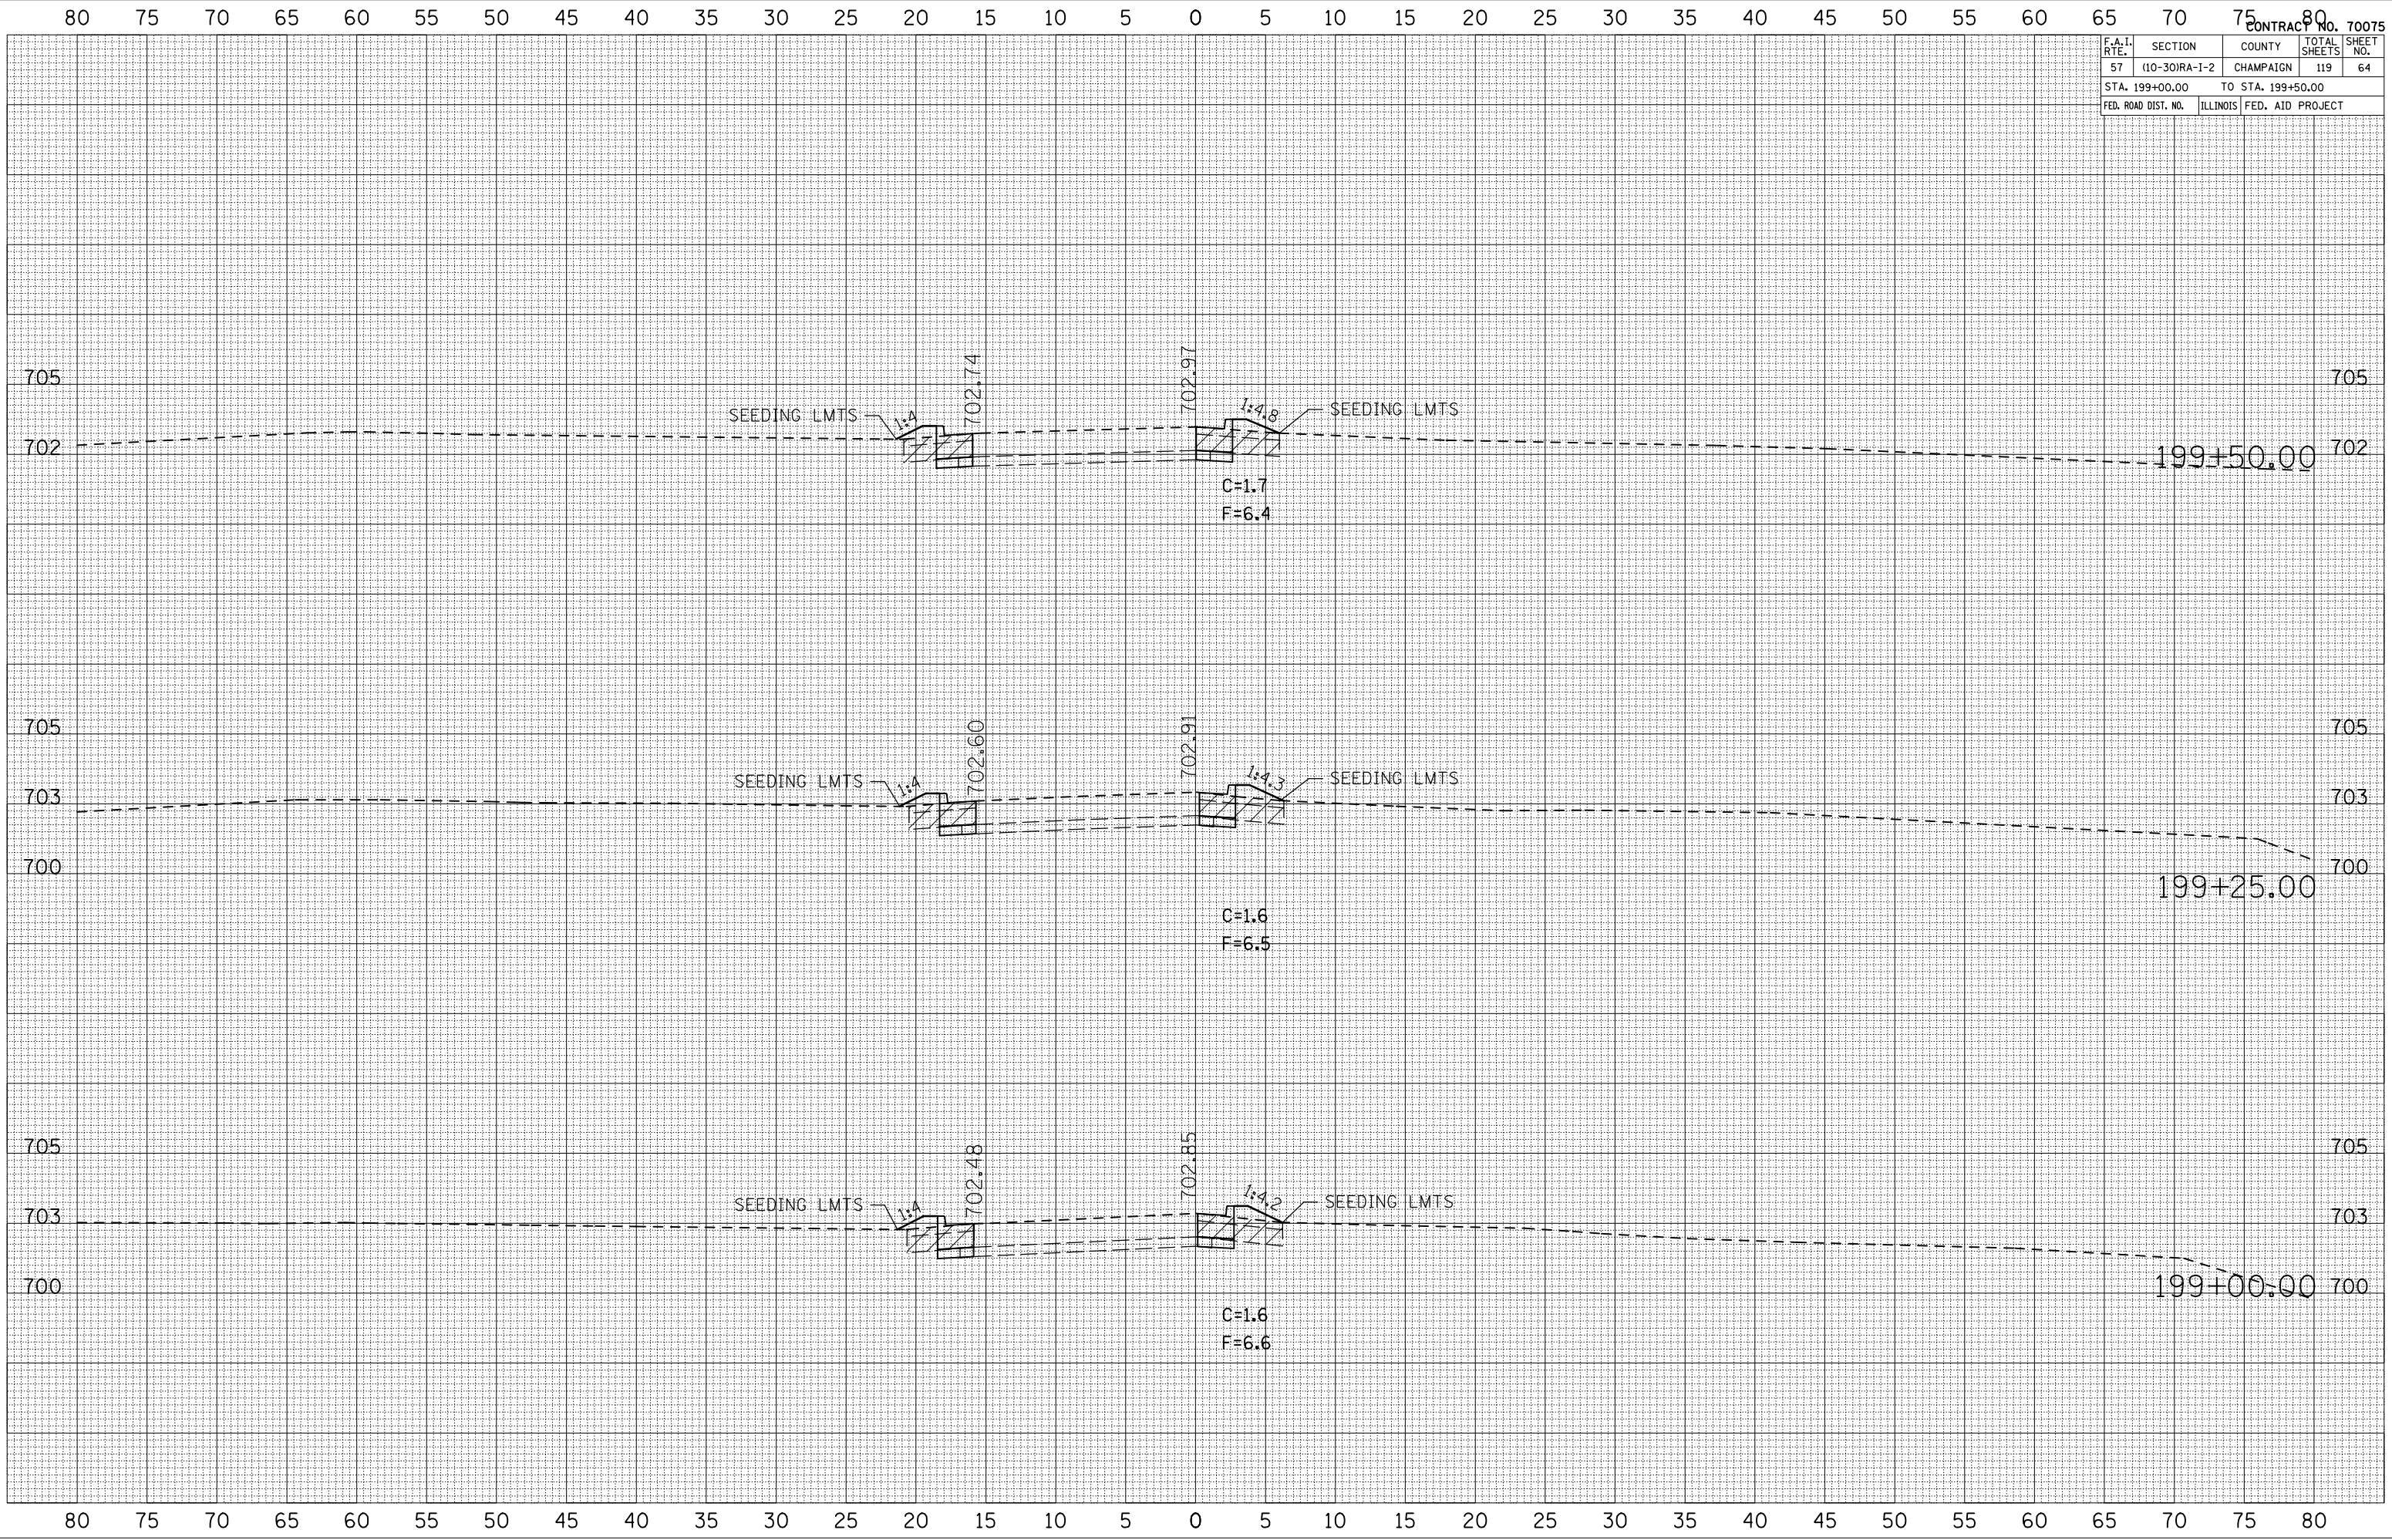 80 75 70 65 60 55 50 45 40 35 30 25 20 15 10 5 0 5 10 15 20 25 30 35 40 45 50 55 60 65 70 75 80
CONTRACT NO. 70075
F.A.I. RTE. SECTION COUNTY TOTAL SHEETS SHEET NO.
57 (10-30)RA-I-2 CHAMPAIGN 119 64
STA. 199+00.00 TO STA. 199+50.00
FED. ROAD DIST. NO. ILLINOIS FED. AID PROJECT
702.74 702.97
705 705
SEEDING LMTS 1:4 1:4.8 SEEDING LMTS
702 702
199+50.00
C=1.7
F=6.4
702.60 702.91
705 705
SEEDING LMTS 1:4 1:4.3 SEEDING LMTS
703 703
700 700
199+25.00
C=1.6
F=6.5
702.48 702.85
705 705
SEEDING LMTS 1:4 1:4.2 SEEDING LMTS
703 703
700 199+00.00 700
C=1.6
F=6.6
80 75 70 65 60 55 50 45 40 35 30 25 20 15 10 5 0 5 10 15 20 25 30 35 40 45 50 55 60 65 70 75 80